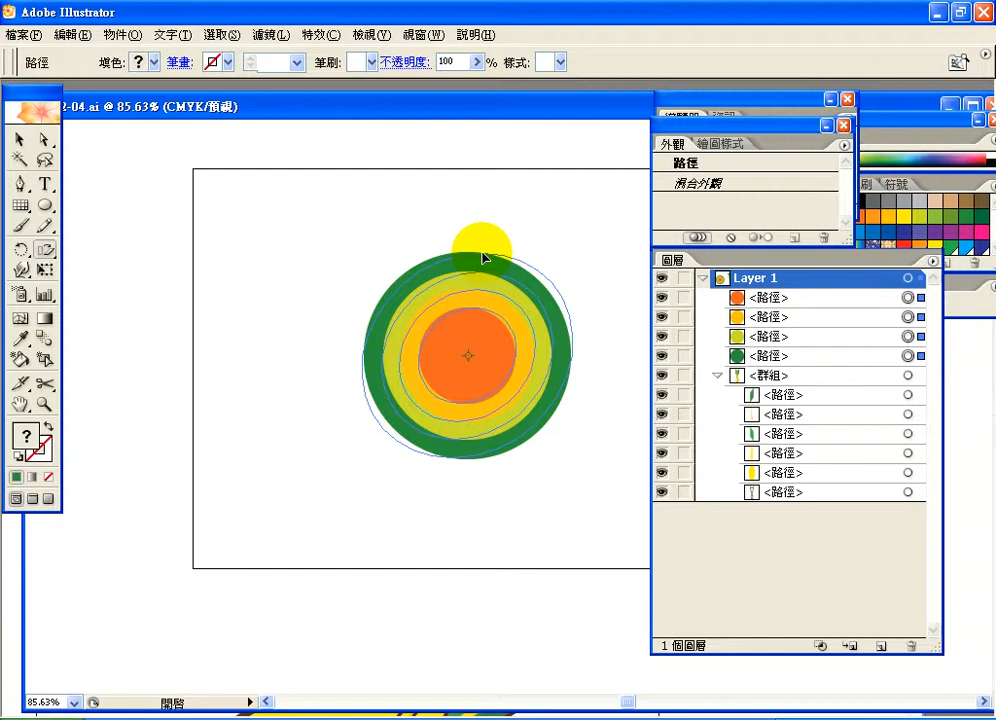 Adobe Illustrator
檔案(F) 編輯(E) 物件(O) 文字(T) 選取(S) 濾鏡(L) 特效(C) 檢視(V) 視窗(W) 說明(H)
路徑 填色: ? 筆畫: 筆刷: 不透明度: 100 % 樣式:
2-04.ai @ 85.63% (CMYK/預視)
外觀 繪圖樣式
路徑
混合外觀
刷 符號
圖層
Layer 1
<路徑>
<路徑>
<路徑>
<路徑>
<群組>
<路徑>
<路徑>
<路徑>
<路徑>
<路徑>
<路徑>
?
1 個圖層
85.63% 開啓